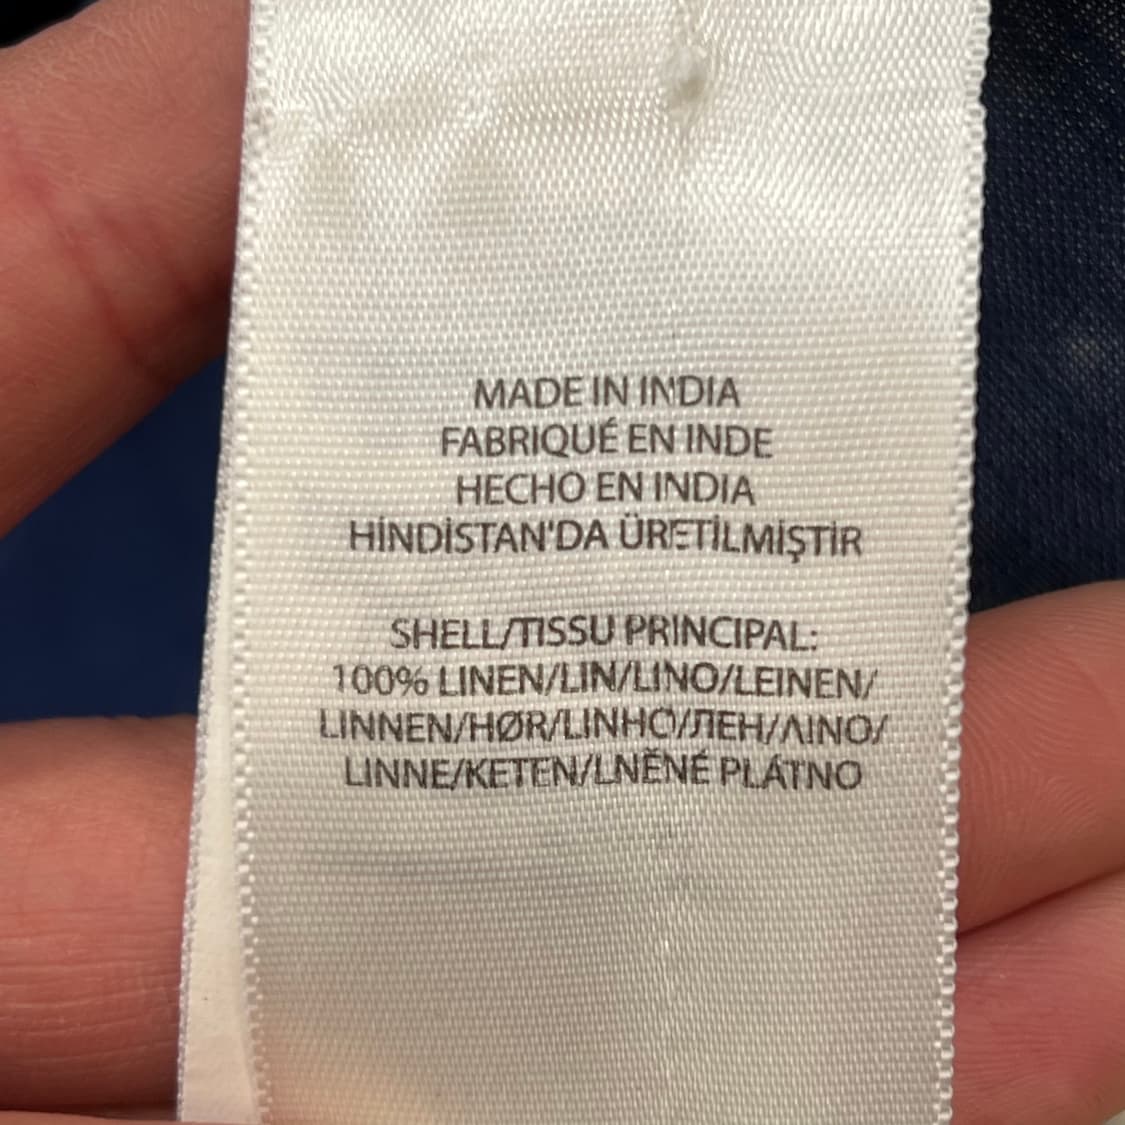 MADE IN INDIA
FABRIQUÉ EN INDE
HECHO EN INDIA
HİNDİSTAN'DA ÜRETİLMİŞTİR
SHELL/TISSU PRINCIPAL:
100% LINEN/LIN/LINO/LEINEN/
LINNEN/HØR/LINHO/ЛЕН/ΛΙΝΟ/
LINNE/KETEN/LNĚNÉ PLÁTNO